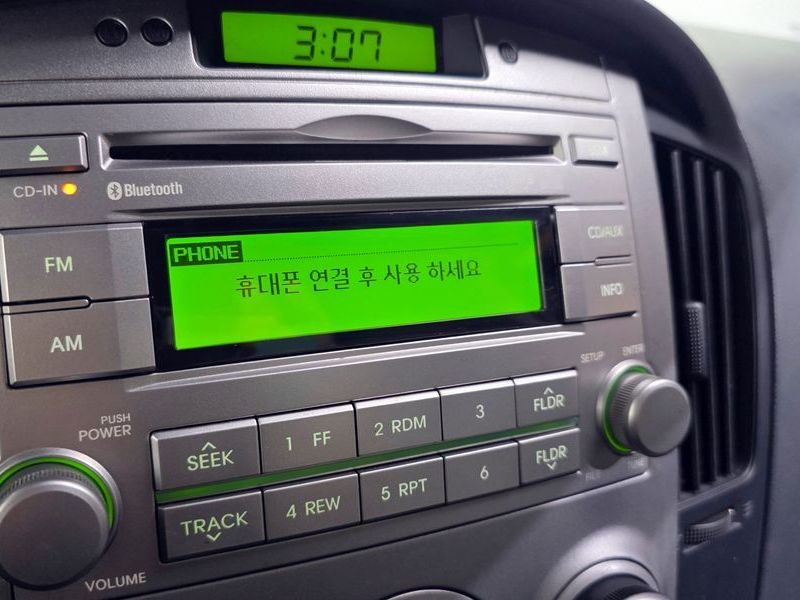 3:07
CD-IN
Bluetooth
FM
AM
CD/AUX
INFO
PHONE
휴대폰 연결 후 사용 하세요
SETUP
ENTER
PUSH
POWER
VOLUME
SEEK
1 FF
2 RDM
3
FLDR
TRACK
4 REW
5 RPT
6
FLDR
FILE
TUNE